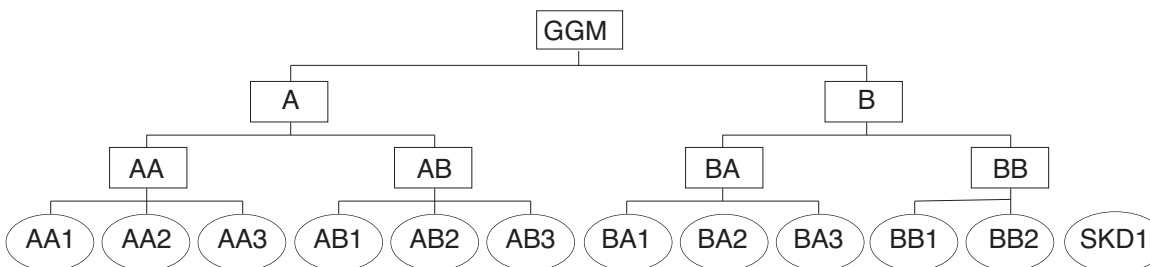 GGM
A B
AA AB BA BB
AA1 AA2 AA3 AB1 AB2 AB3 BA1 BA2 BA3 BB1 BB2 SKD1